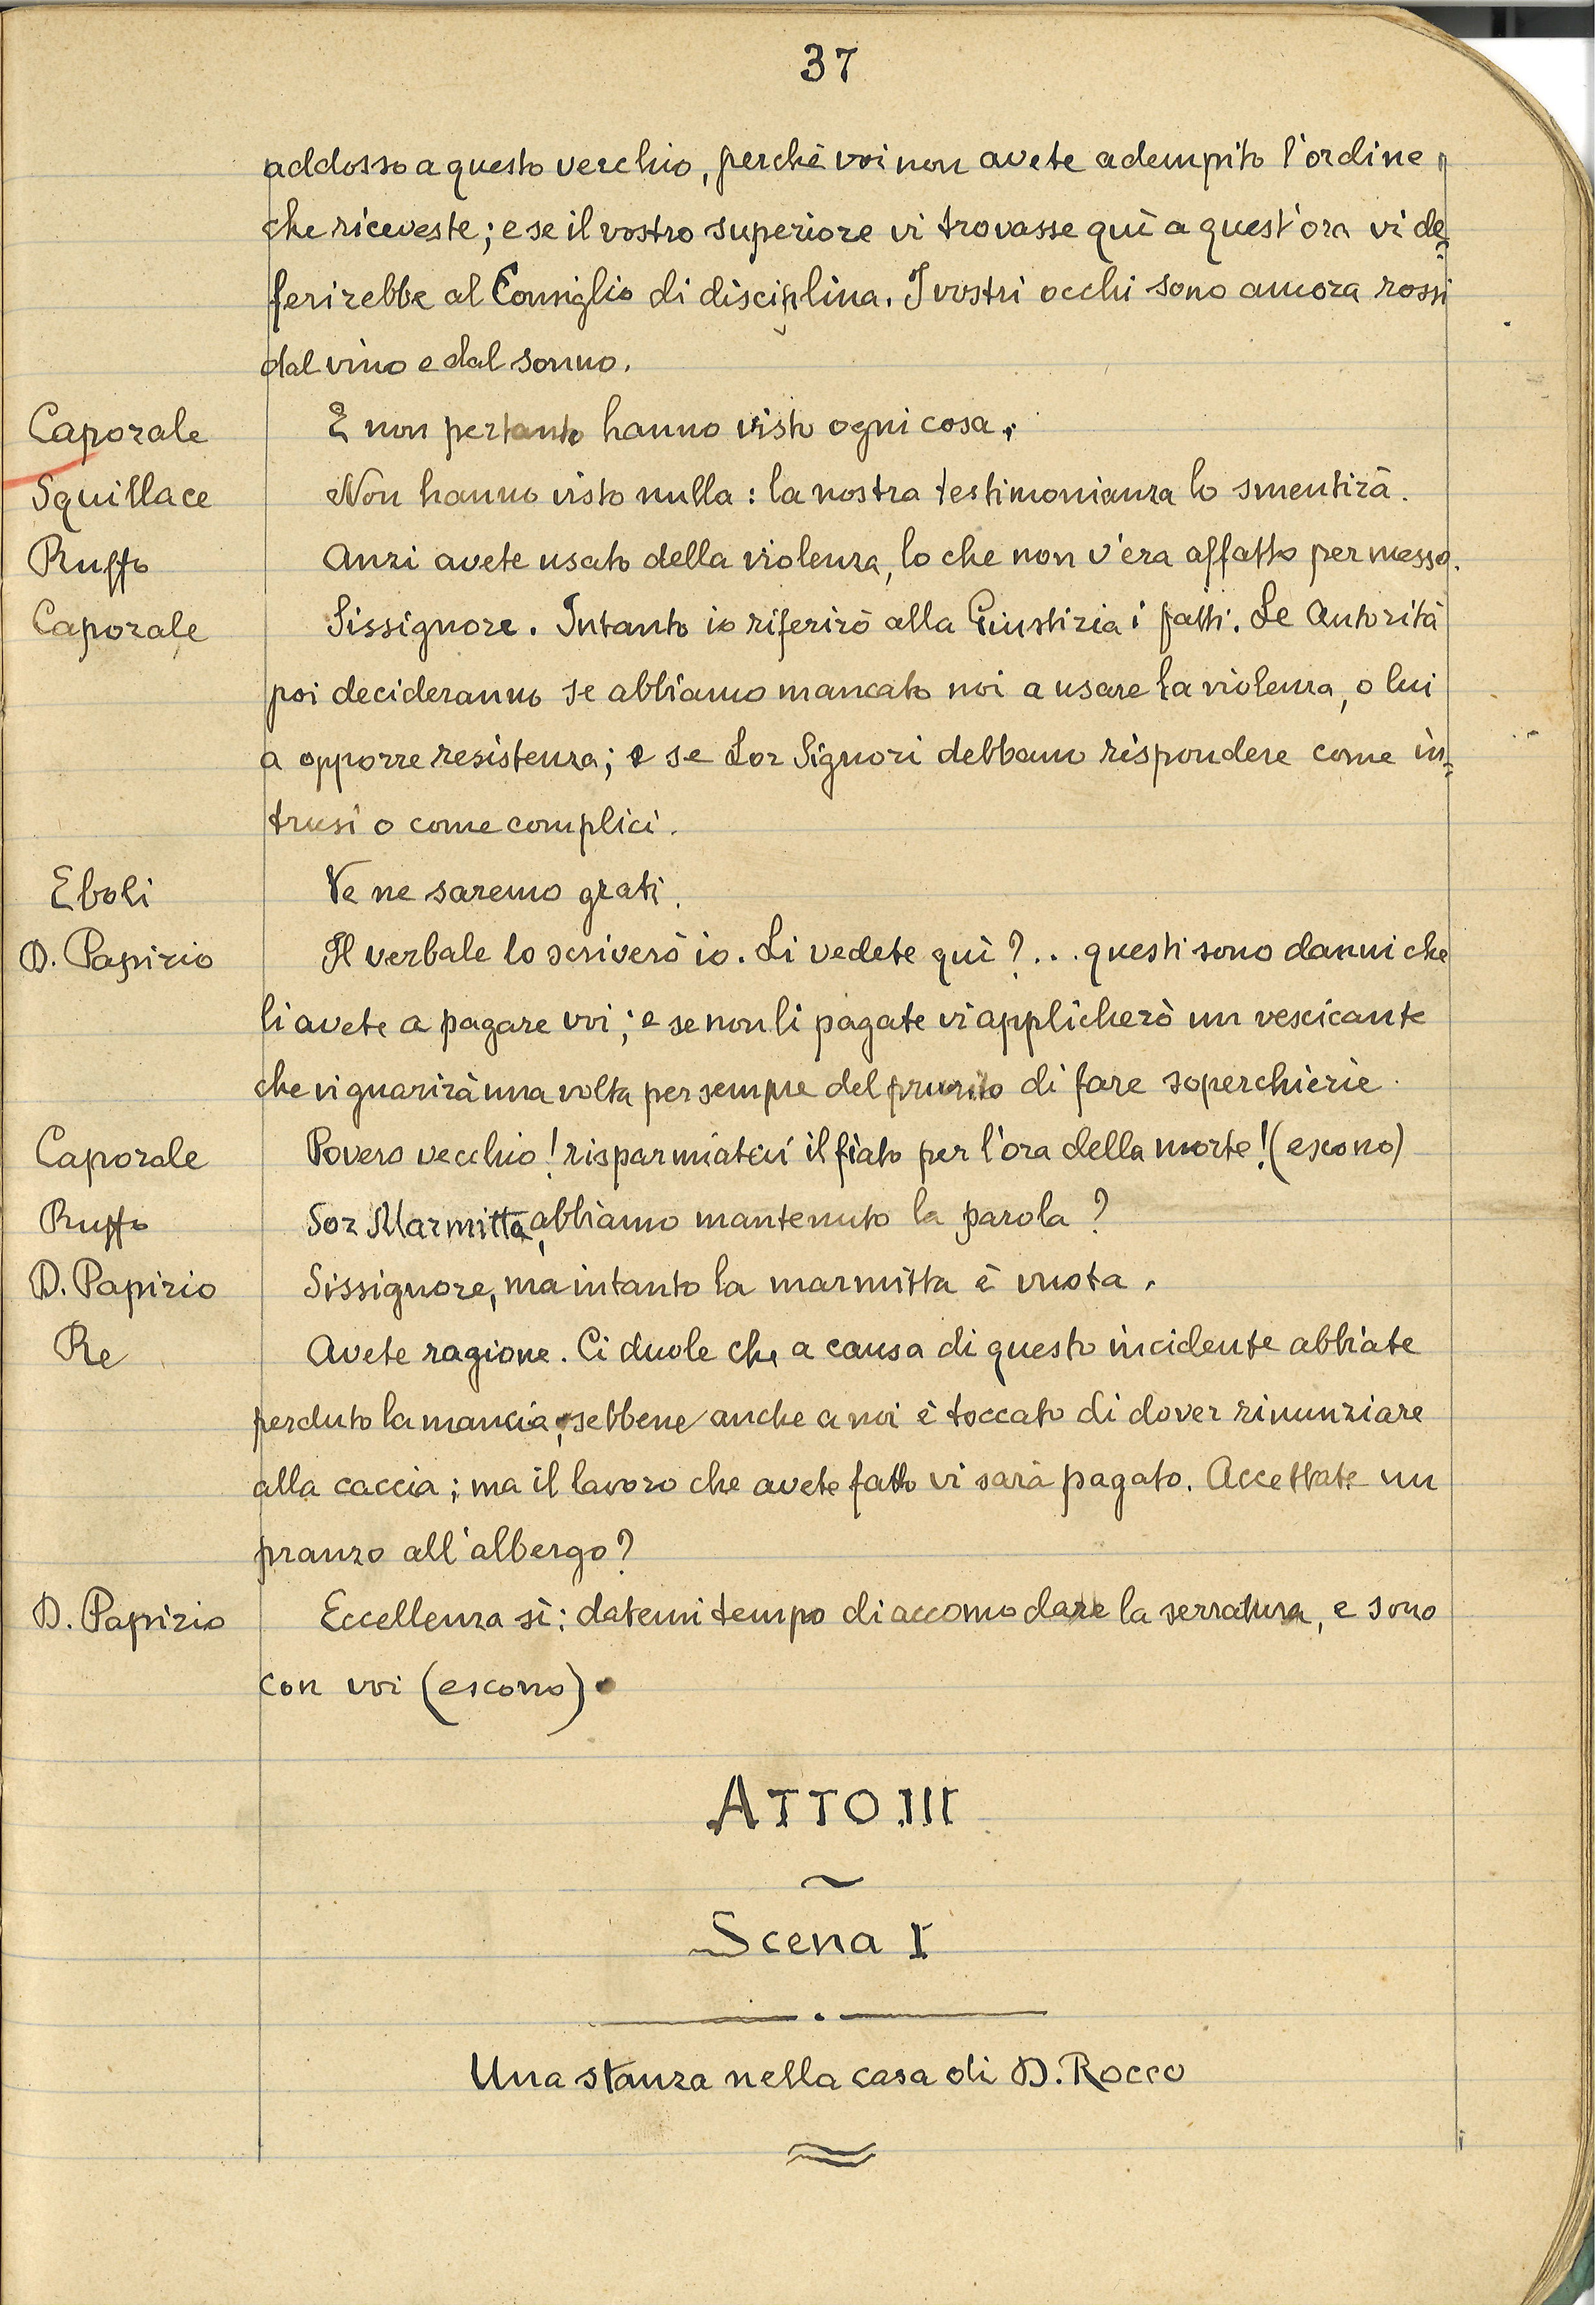 37
addosso a questo vecchio, perchè voi non avete adempito l'ordine
che riceveste; e se il vostro superiore vi trovasse quì a quest'ora vi de=
ferirebbe al Consiglio di disciplina. I vostri occhi sono ancora rossi
dal vino e dal sonno.
Caporale E non pertanto hanno visto ogni cosa.
Squillace Non hanno visto nulla: la nostra testimonianza lo smentirà.
Ruffo Anzi avete usato della violenza, lo che non v'era affatto permesso.
Caporale Sissignore. Intanto io riferirò alla Giustizia i fatti. Le Autorità
poi decideranno se abbiamo mancato noi a usare la violenza, o lui
a opporre resistenza; e se Lor Signori debbano rispondere come in=
trusi o come complici.
Eboli Ve ne saremo grati.
D. Papirio Il verbale lo scriverò io. Li vedete quì?... questi sono danni che
li avete a pagare voi; e se non li pagate vi applicherò un vescicante
che vi guarirà una volta per sempre del prurito di fare soperchierie.
Caporale Povero vecchio! risparmiatevi il fiato per l'ora della morte! (escono)
Ruffo Sor Marmitta, abbiamo mantenuto la parola?
D. Papirio Sissignore, ma intanto la marmitta è vuota.
Re Avete ragione. Ci duole che a causa di questo incidente abbiate
perduto la mancia, sebbene anche a noi è toccato di dover rinunziare
alla caccia; ma il lavoro che avete fatto vi sarà pagato. Accettate un
pranzo all'albergo?
D. Papirio Eccellenza sì: datemi tempo di accomodare la serratura, e sono
con voi (escono).
ATTO III
Scena I
Una stanza nella casa di D. Rocco